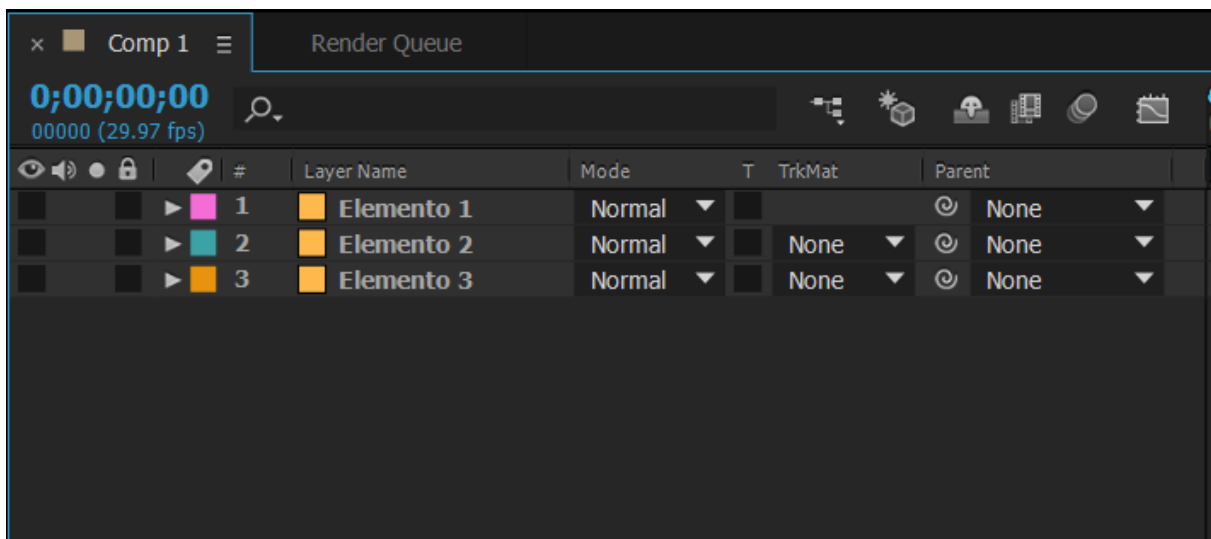 Comp 1 Render Queue
0;00;00;00
00000 (29.97 fps)
# Layer Name Mode T TrkMat Parent
1 Elemento 1 Normal None
2 Elemento 2 Normal None None
3 Elemento 3 Normal None None